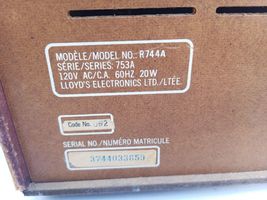 MODÈLE/MODEL NO.: R744A
SÉRIE/SERIES: 753A
120V AC/C.A. 60HZ 20W
LLOYD'S ELECTRONICS LTD./LTÉE.
Code No.
SERIAL NO./NUMÉRO MATRICULE
3744033859